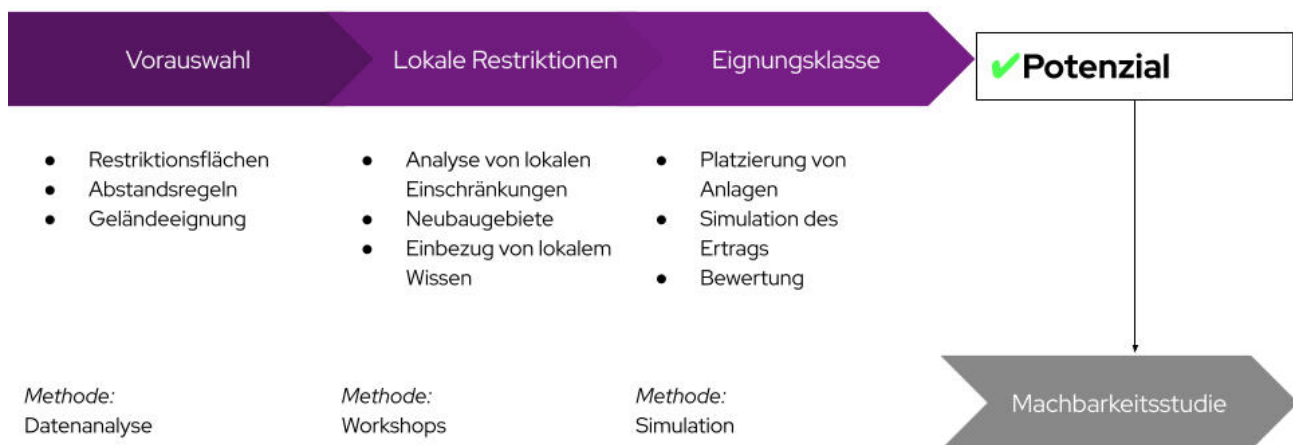 Vorauswahl
Lokale Restriktionen
Eignungsklasse
✔Potenzial
● Restriktionsflächen
● Abstandsregeln
● Geländeeignung
● Analyse von lokalen
Einschränkungen
● Neubaugebiete
● Einbezug von lokalem
Wissen
● Platzierung von
Anlagen
● Simulation des
Ertrags
● Bewertung
Methode:
Datenanalyse
Methode:
Workshops
Methode:
Simulation
Machbarkeitsstudie